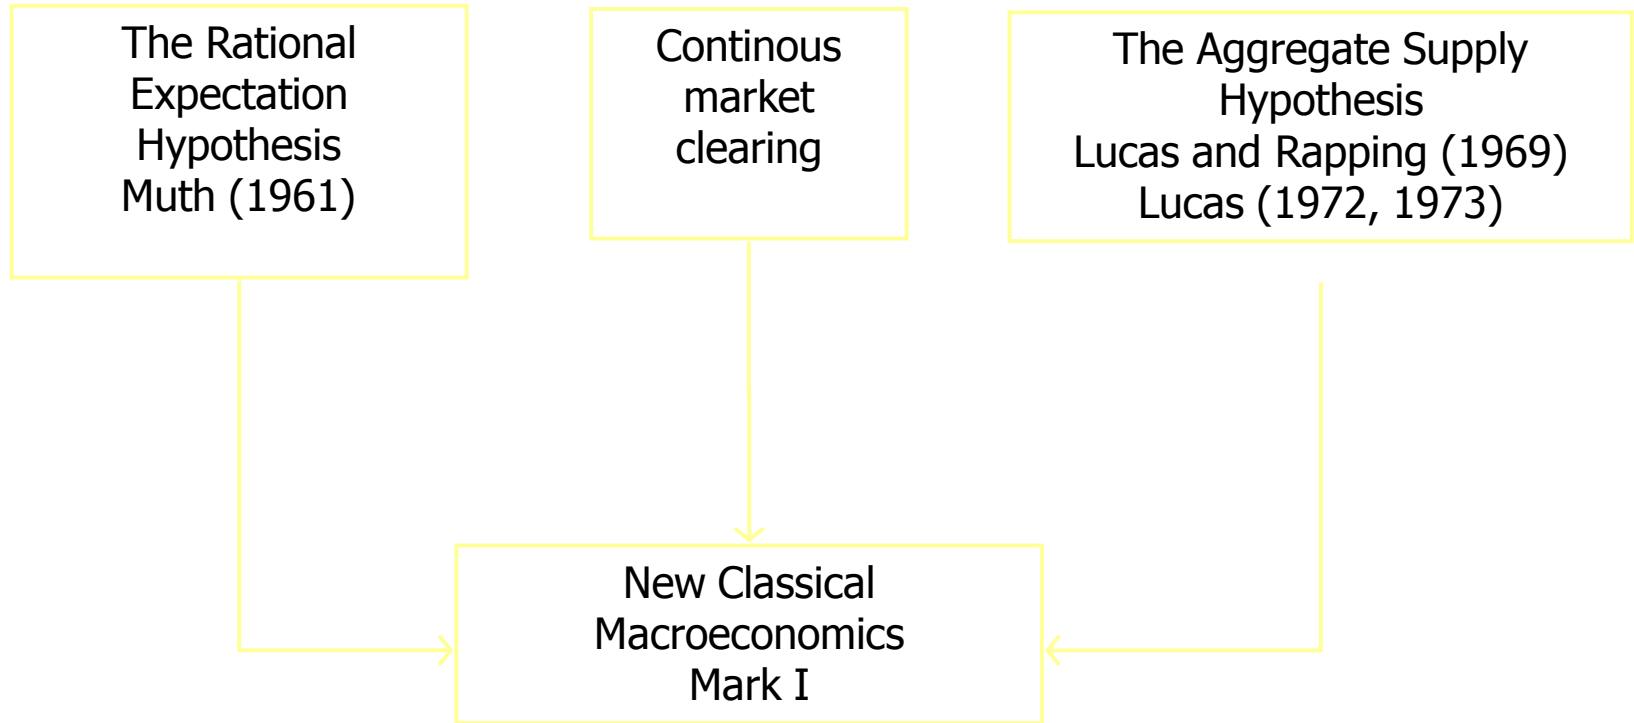 The Rational
Expectation
Hypothesis
Muth (1961)
Continous
market
clearing
The Aggregate Supply
Hypothesis
Lucas and Rapping (1969)
Lucas (1972, 1973)
New Classical
Macroeconomics
Mark I